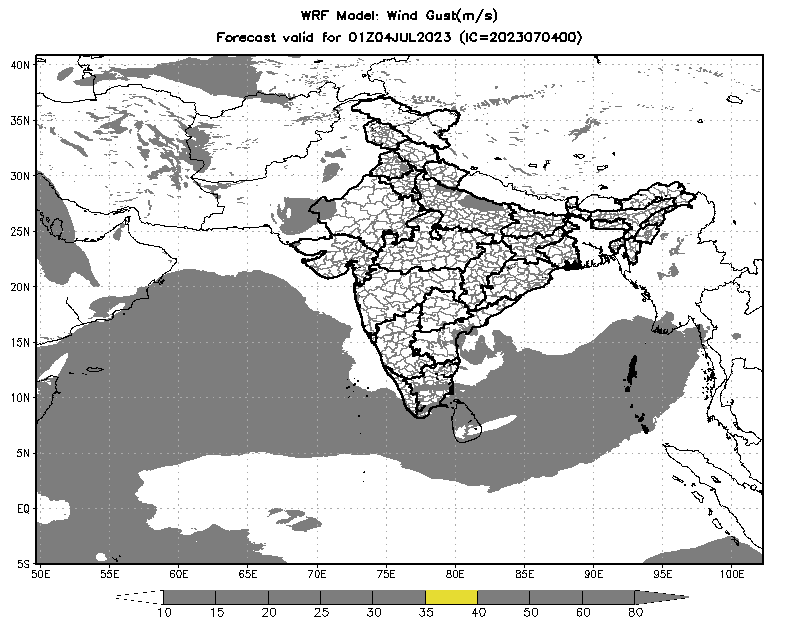 WRF Model: Wind Gust(m/s)
Forecast valid for 01Z04JUL2023 (IC=2023070400)
40N
35N
30N
25N
20N
15N
10N
5N
EQ
5S
50E 55E 60E 65E 70E 75E 80E 85E 90E 95E 100E
10 15 20 25 30 35 40 50 60 80